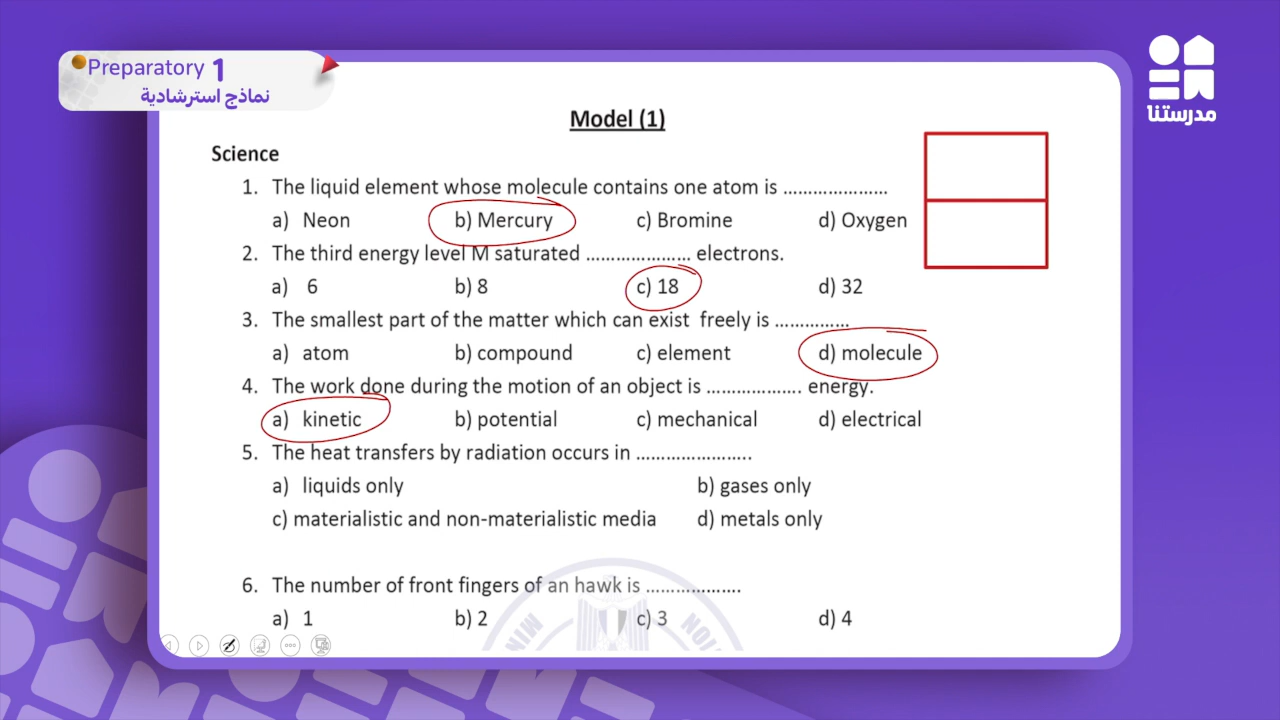 Preparatory 1
نماذج استرشادية
مدرستنا
Model (1)
Science
1. The liquid element whose molecule contains one atom is …………………
a) Neon b) Mercury c) Bromine d) Oxygen
2. The third energy level M saturated ………………… electrons.
a) 6 b) 8 c) 18 d) 32
3. The smallest part of the matter which can exist freely is ……………
a) atom b) compound c) element d) molecule
4. The work done during the motion of an object is ………………. energy.
a) kinetic b) potential c) mechanical d) electrical
5. The heat transfers by radiation occurs in …………………..
a) liquids only b) gases only
c) materialistic and non-materialistic media d) metals only
6. The number of front fingers of an hawk is ……………….
a) 1 b) 2 c) 3 d) 4